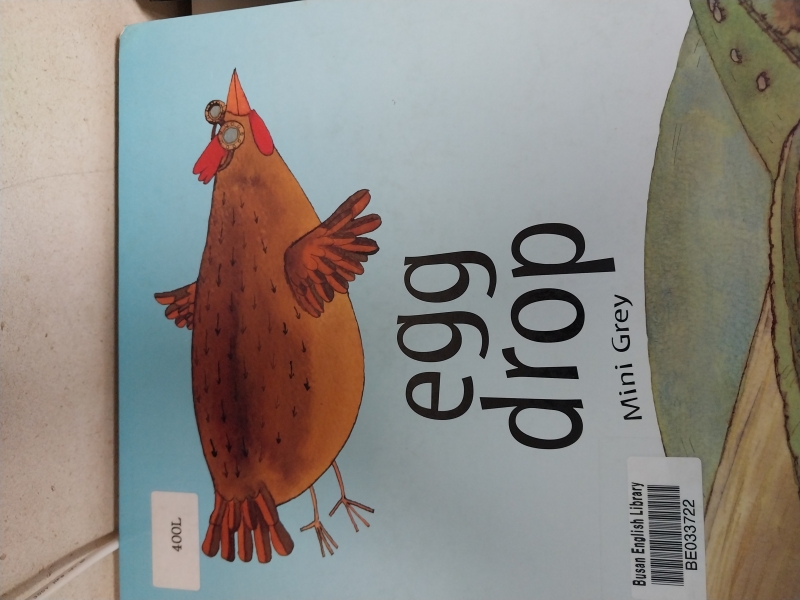 400L
egg
drop
Mini Grey
Busan English Library
BE033722